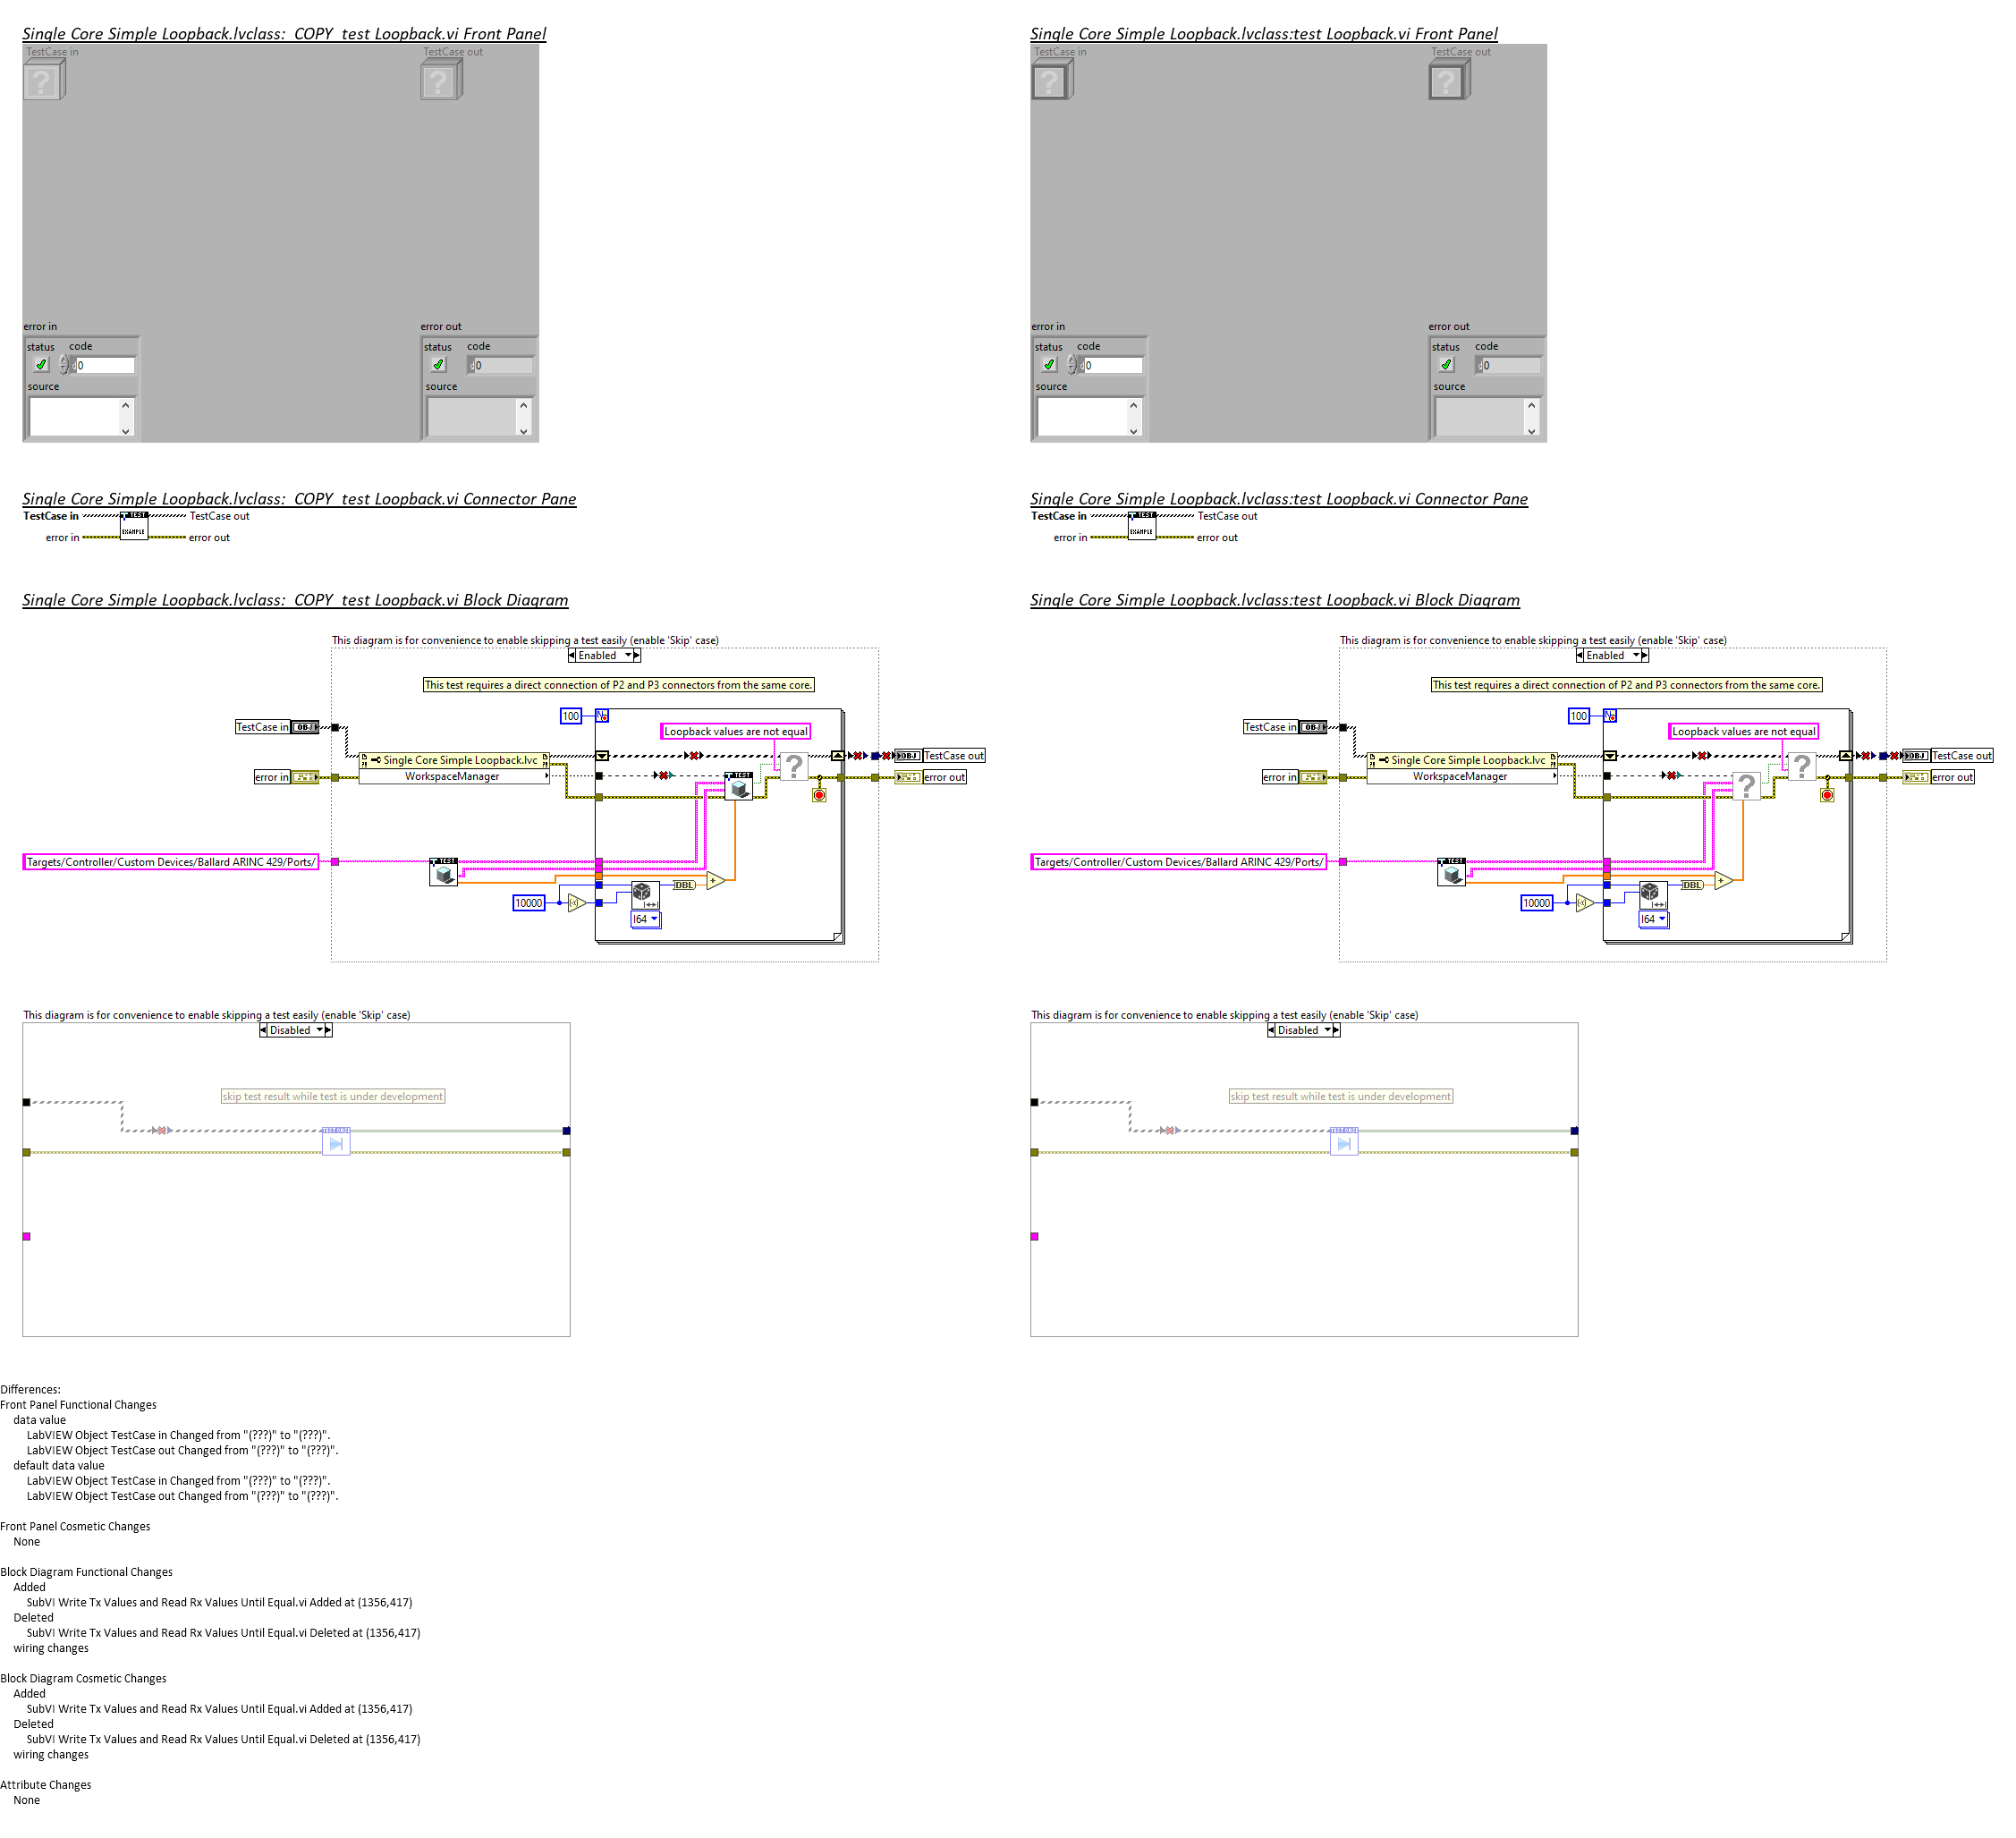 Single Core Simple Loopback.lvclass:_COPY_test Loopback.vi Front Panel
TestCase in
TestCase out
error in
error out
status
code
status
code
0
0
source
source
Single Core Simple Loopback.lvclass:_COPY_test Loopback.vi Connector Pane
TestCase in
TestCase out
TEST
EXAMPLE
error in
error out
Single Core Simple Loopback.lvclass:_COPY_test Loopback.vi Block Diagram
This diagram is for convenience to enable skipping a test easily (enable 'Skip' case)
Enabled
This test requires a direct connection of P2 and P3 connectors from the same core.
100
N
TestCase in
OBJ
Loopback values are not equal
Single Core Simple Loopback.lvc
OBJ
TestCase out
error in
WorkspaceManager
TEST
error out
Targets/Controller/Custom Devices/Ballard ARINC 429/Ports/
TEST
DBL
10000
I64
This diagram is for convenience to enable skipping a test easily (enable 'Skip' case)
Disabled
skip test result while test is under development
Single Core Simple Loopback.lvclass:test Loopback.vi Front Panel
TestCase in
TestCase out
error in
error out
status
code
status
code
0
0
source
source
Single Core Simple Loopback.lvclass:test Loopback.vi Connector Pane
TestCase in
TestCase out
TEST
EXAMPLE
error in
error out
Single Core Simple Loopback.lvclass:test Loopback.vi Block Diagram
This diagram is for convenience to enable skipping a test easily (enable 'Skip' case)
Enabled
This test requires a direct connection of P2 and P3 connectors from the same core.
100
N
TestCase in
OBJ
Loopback values are not equal
Single Core Simple Loopback.lvc
OBJ
TestCase out
error in
WorkspaceManager
error out
Targets/Controller/Custom Devices/Ballard ARINC 429/Ports/
TEST
DBL
10000
I64
This diagram is for convenience to enable skipping a test easily (enable 'Skip' case)
Disabled
skip test result while test is under development
Differences:
Front Panel Functional Changes
data value
LabVIEW Object TestCase in Changed from "(???)" to "(???)".
LabVIEW Object TestCase out Changed from "(???)" to "(???)".
default data value
LabVIEW Object TestCase in Changed from "(???)" to "(???)".
LabVIEW Object TestCase out Changed from "(???)" to "(???)".
Front Panel Cosmetic Changes
None
Block Diagram Functional Changes
Added
SubVI Write Tx Values and Read Rx Values Until Equal.vi Added at (1356,417)
Deleted
SubVI Write Tx Values and Read Rx Values Until Equal.vi Deleted at (1356,417)
wiring changes
Block Diagram Cosmetic Changes
Added
SubVI Write Tx Values and Read Rx Values Until Equal.vi Added at (1356,417)
Deleted
SubVI Write Tx Values and Read Rx Values Until Equal.vi Deleted at (1356,417)
wiring changes
Attribute Changes
None